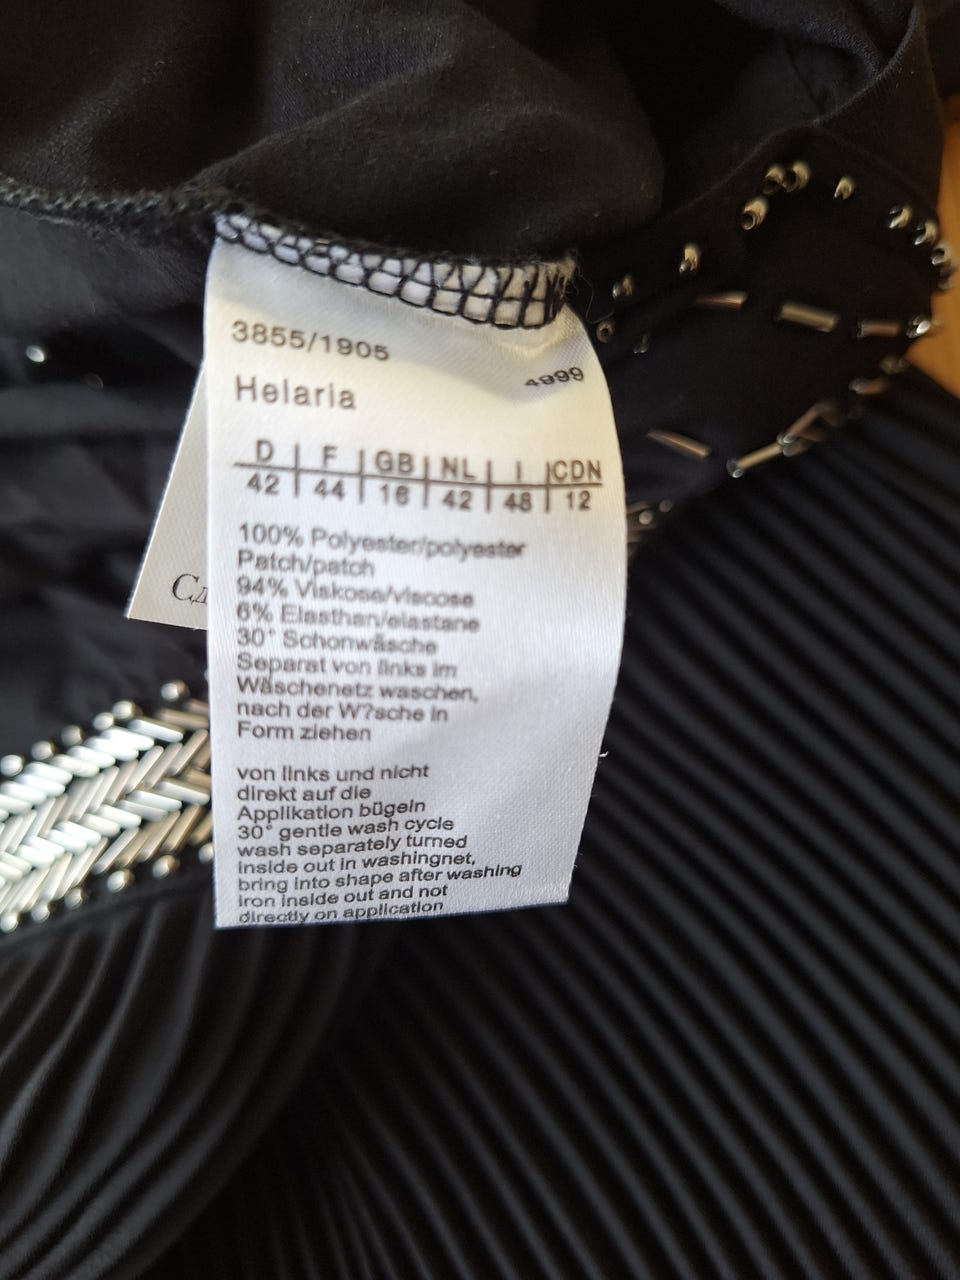 3855/1905
4999
Helaria
D | F | GB | NL | I | CDN
42 | 44 | 16 | 42 | 48 | 12
100% Polyester/polyester
Patch/patch
94% Viskose/viscose
6% Elasthan/elastane
30° Schonwäsche
Separat von links im
Wäschenetz waschen,
nach der W?sche in
Form ziehen
von links und nicht
direkt auf die
Applikation bügeln
30° gentle wash cycle
wash separately turned
inside out in washingnet,
bring into shape after washing
iron inside out and not
directly on application